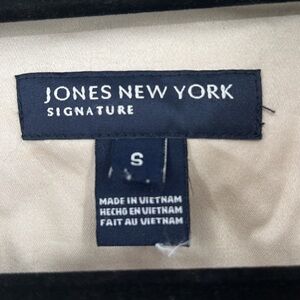 JONES NEW YORK
SIGNATURE
S
MADE IN VIETNAM
HECHO EN VIETNAM
FAIT AU VIETNAM